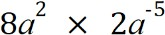 8a² × 2a⁻⁵